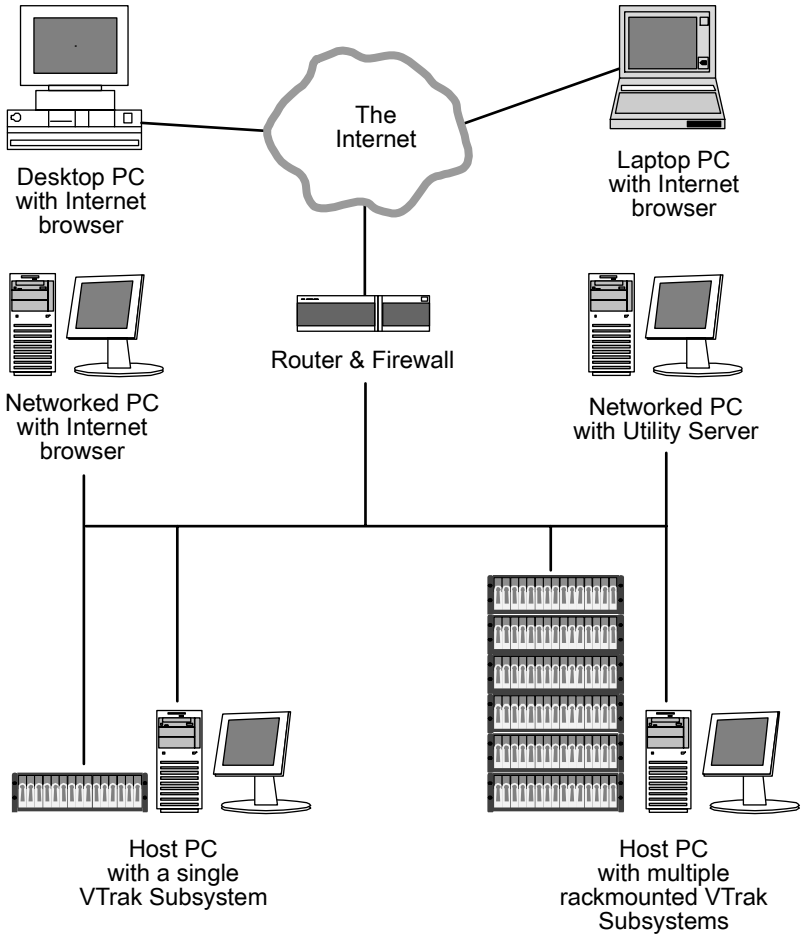 The
Internet
Desktop PC
with Internet
browser
Laptop PC
with Internet
browser
Router & Firewall
Networked PC
with Internet
browser
Networked PC
with Utility Server
Host PC
with a single
VTrak Subsystem
Host PC
with multiple
rackmounted VTrak
Subsystems